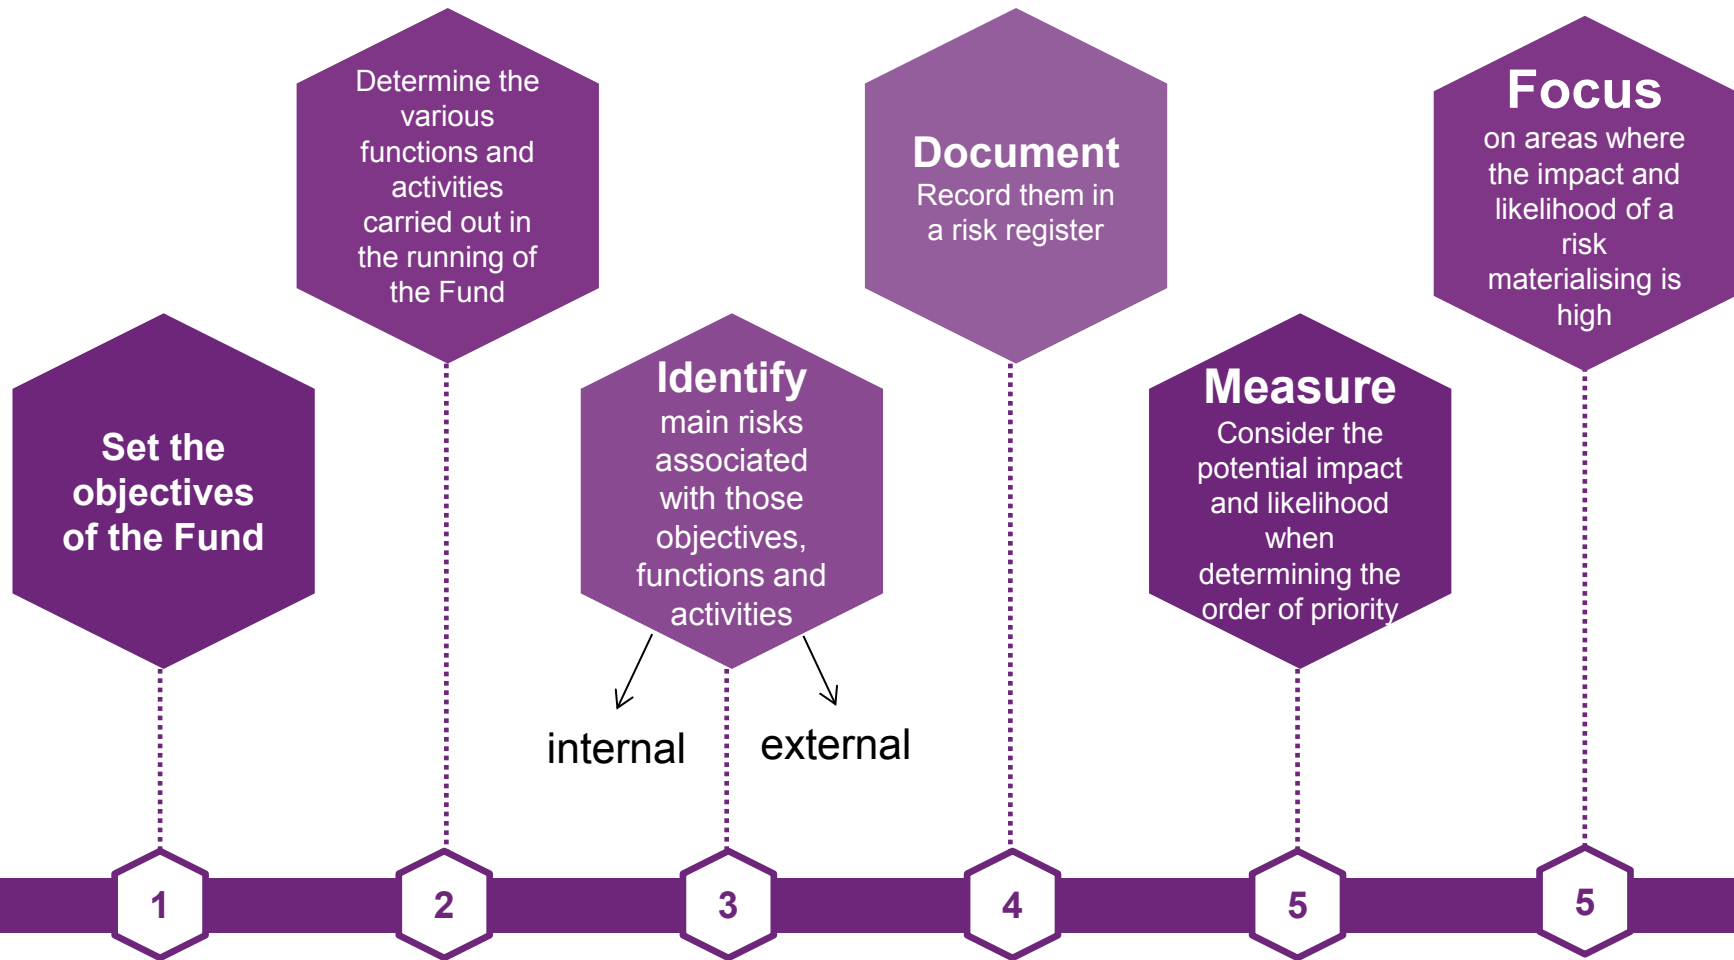 Set the
objectives
of the Fund
Determine the
various
functions and
activities
carried out in
the running of
the Fund
Identify
main risks
associated
with those
objectives,
functions and
activities
internal
external
Document
Record them in
a risk register
Measure
Consider the
potential impact
and likelihood
when
determining the
order of priority
Focus
on areas where
the impact and
likelihood of a
risk
materialising is
high
1
2
3
4
5
5